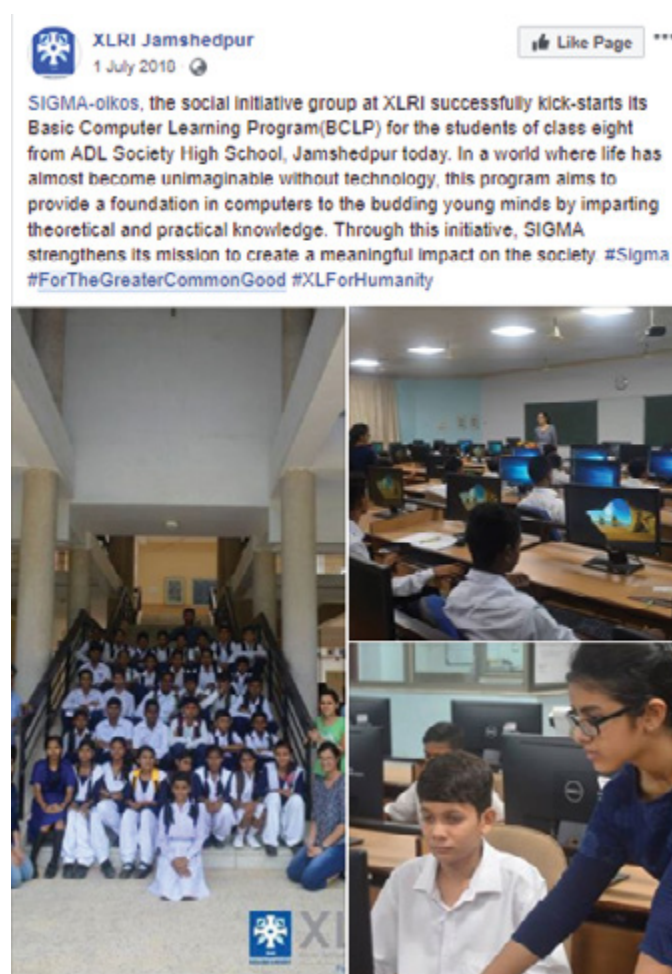 XLRI Jamshedpur
Like Page
1 July 2010
SIGMA-oikos, the social initiative group at XLRI successfully kick-starts its
Basic Computer Learning Program(BCLP) for the students of class eight
from ADL Society High School, Jamshedpur today. In a world where life has
almost become unimaginable without technology, this program aims to
provide a foundation in computers to the budding young minds by imparting
theoretical and practical knowledge. Through this initiative, SIGMA
strengthens its mission to create a meaningful impact on the society. #Sigma
#ForTheGreaterCommonGood #XLForHumanity
DELL
XL